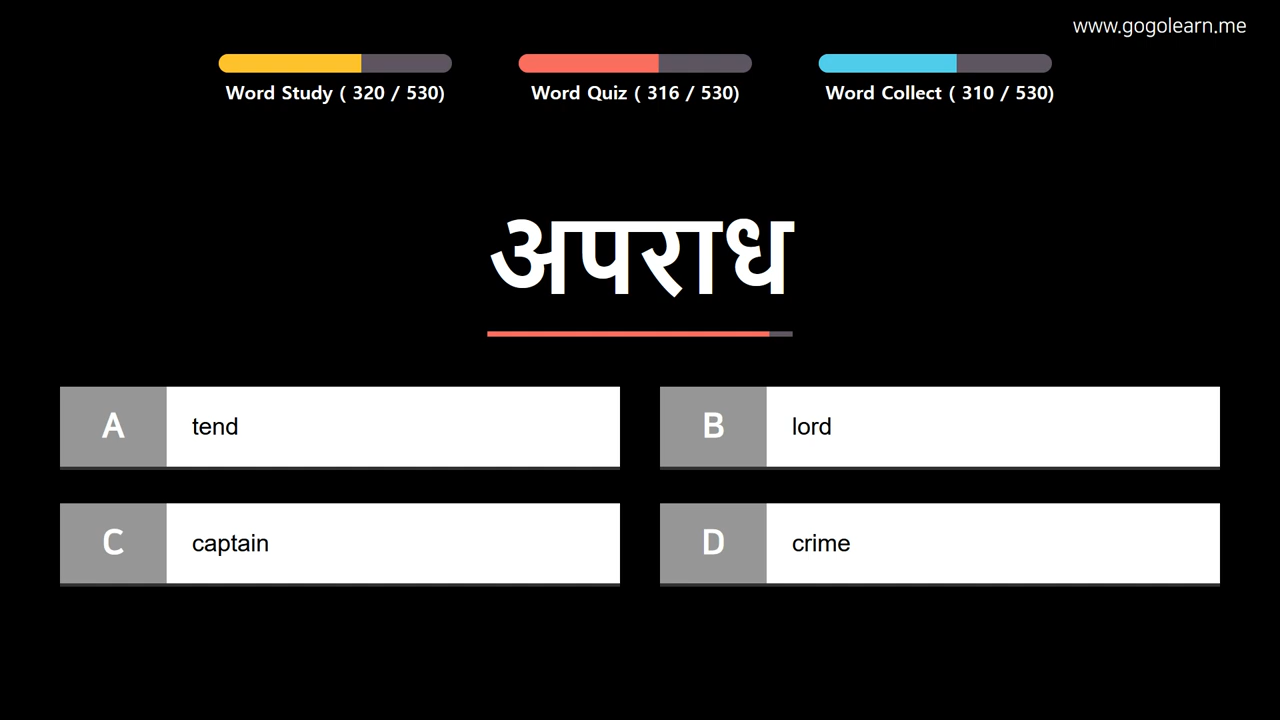 www.gogolearn.me
Word Study ( 320 / 530)
Word Quiz ( 316 / 530)
Word Collect ( 310 / 530)
अपराध
A tend
B lord
C captain
D crime